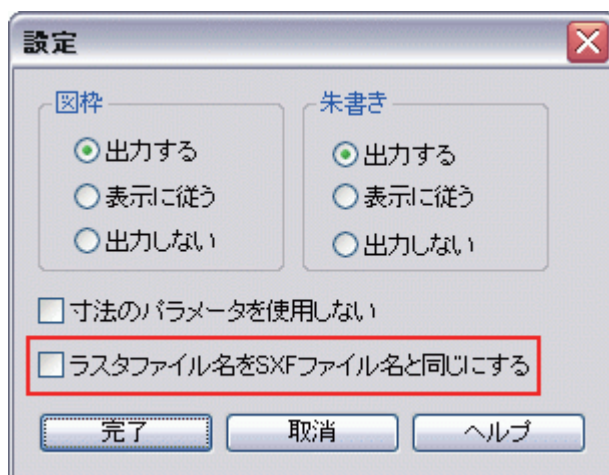 設定
図枠
朱書き
出力する
出力する
表示に従う
表示に従う
出力しない
出力しない
寸法のパラメータを使用しない
ラスタファイル名をSXFファイル名と同じにする
完了
取消
ヘルプ